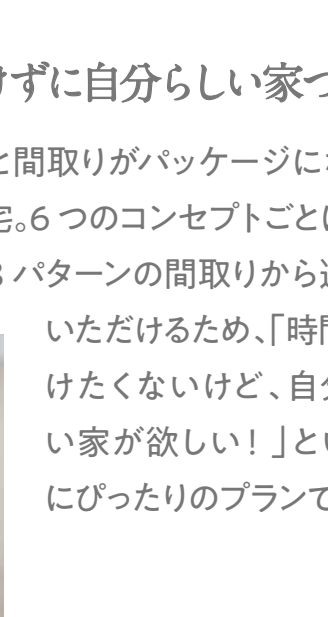 けずに自分らしい家つ
と間取りがパッケージに
宅。6つのコンセプトごと
8パターンの間取りから選
いただけるため、「時間
けたくないけど、自分
い家が欲しい!」とい
にぴったりのプランで